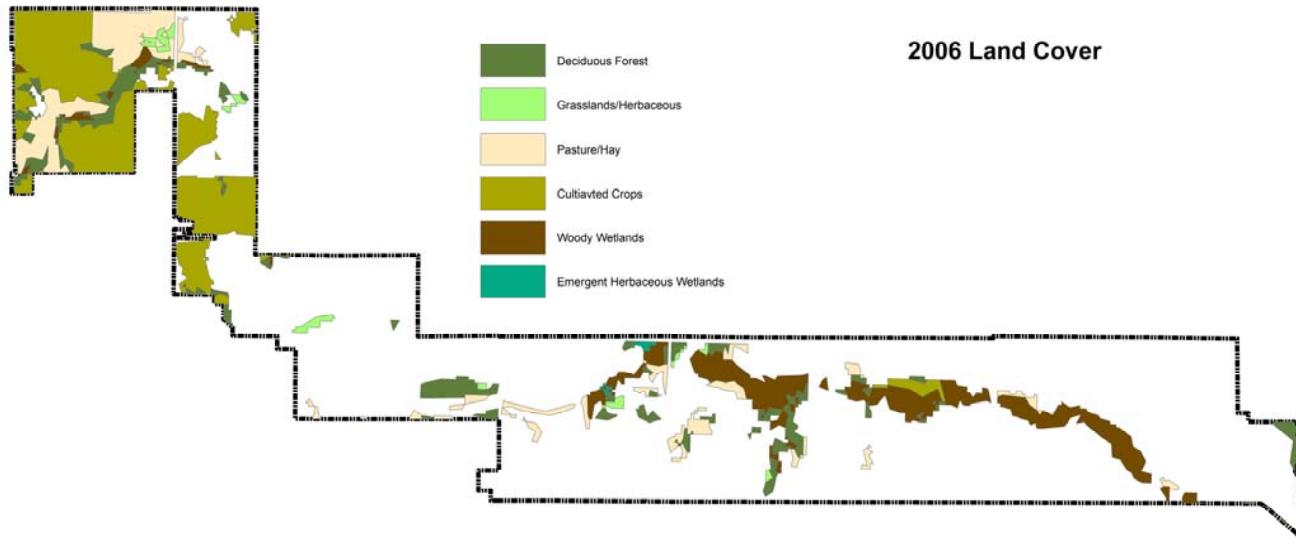 2006 Land Cover
Deciduous Forest
Grasslands/Herbaceous
Pasture/Hay
Cultiavted Crops
Woody Wetlands
Emergent Herbaceous Wetlands